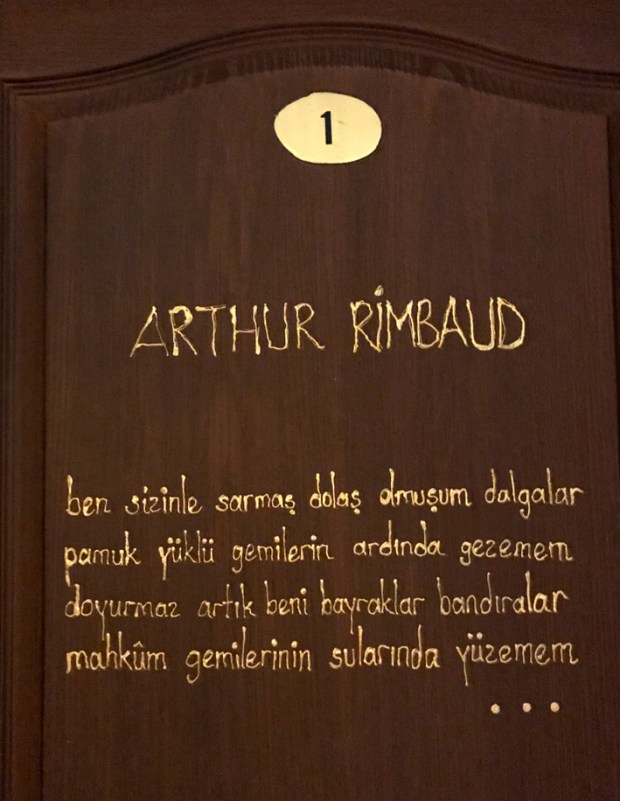 1
ARTHUR RİMBAUD
ben sizinle sarmaş dolaş olmuşum dalgalar
pamuk yüklü gemilerin ardında gezemem
doyurmaz artık beni bayraklar bandıralar
mahkûm gemilerinin sularında yüzemem
...